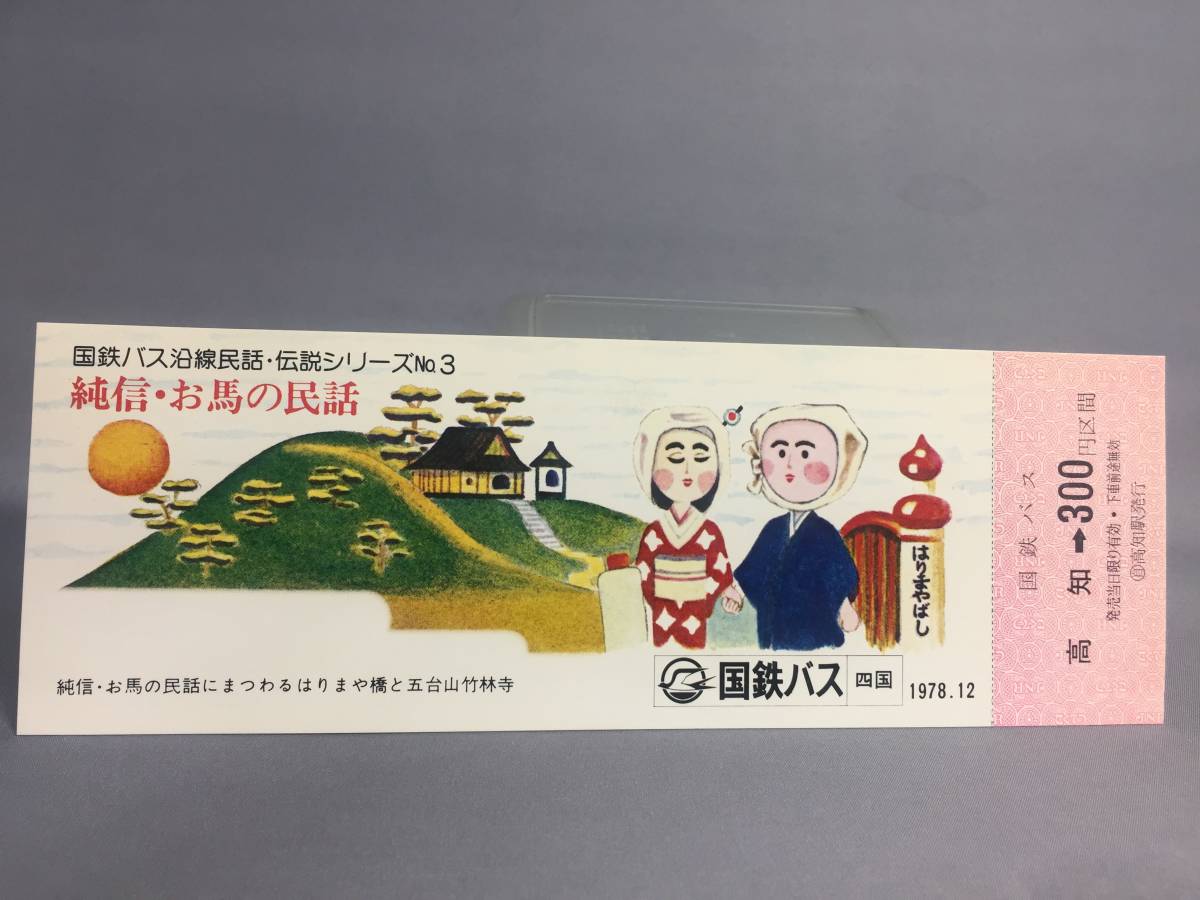 国鉄バス沿線民話・伝説シリーズNo.3
純信・お馬の民話
はりまやばし
純信・お馬の民話にまつわるはりまや橋と五台山竹林寺
国鉄バス 四国 1978.12
国鉄バス
高知➡300円区間
発売当日限り有効・下車前途無効
高知駅発行